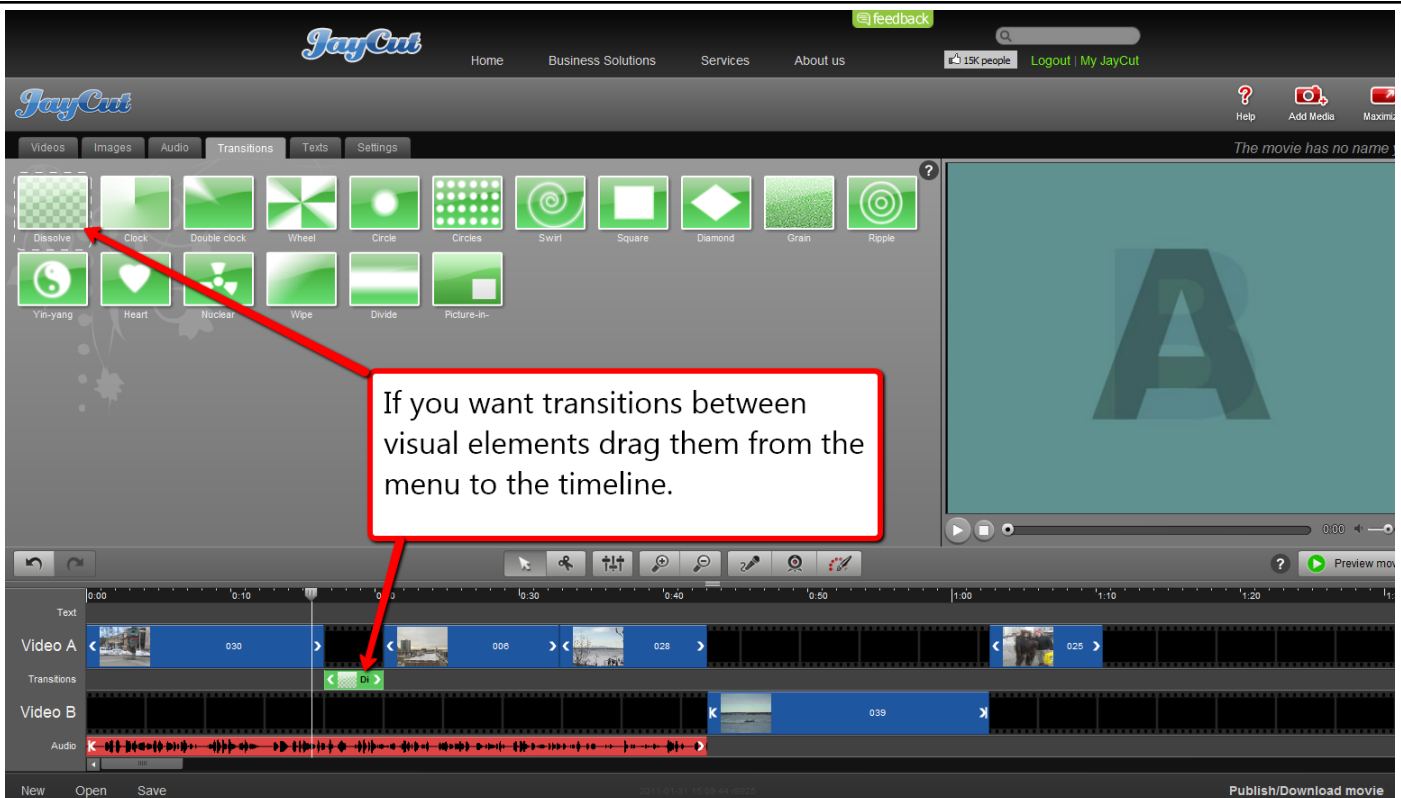 feedback
JayCut
Home Business Solutions Services About us
15K people Logout | My JayCut
JayCut
Help Add Media
Videos Images Audio Transitions Texts Settings
The movie has no name
?
Dissolve Clock Double clock Wheel Circle Circles Swirl Square Diamond Grain Ripple
Yin-yang Heart Nuclear Wipe Divide Picture-in-
A
B
If you want transitions between
visual elements drag them from the
menu to the timeline.
0:00
? Preview
0:00 0:10 0:30 0:40 0:50 1:00 1:10 1:20
Text
Video A 030 006 028 025
Transitions Di
Video B 039
Audio
New Open Save Publish/Download movie